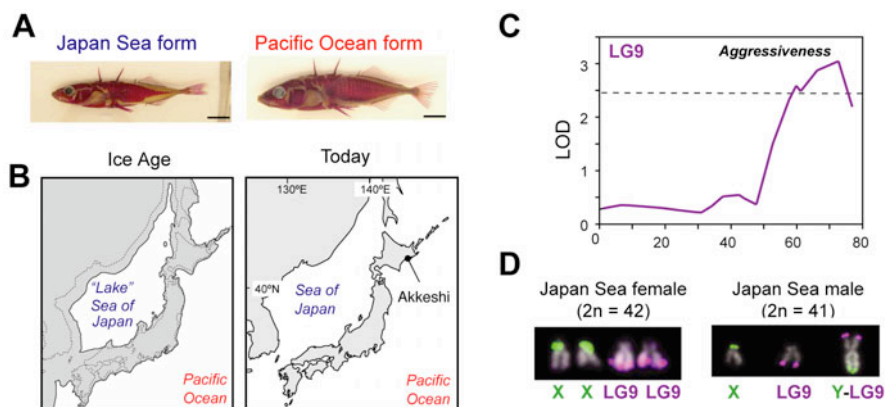 A
Japan Sea form
Pacific Ocean form
B
Ice Age
Today
"Lake"
Sea of
Japan
Pacific
Ocean
130ºE
140ºE
40ºN
Sea of
Japan
Akkeshi
Pacific
Ocean
C
LG9
Aggressiveness
LOD
3
2
1
0
0
20
40
60
80
D
Japan Sea female
(2n = 42)
Japan Sea male
(2n = 41)
X
X
LG9
LG9
X
LG9
Y-LG9